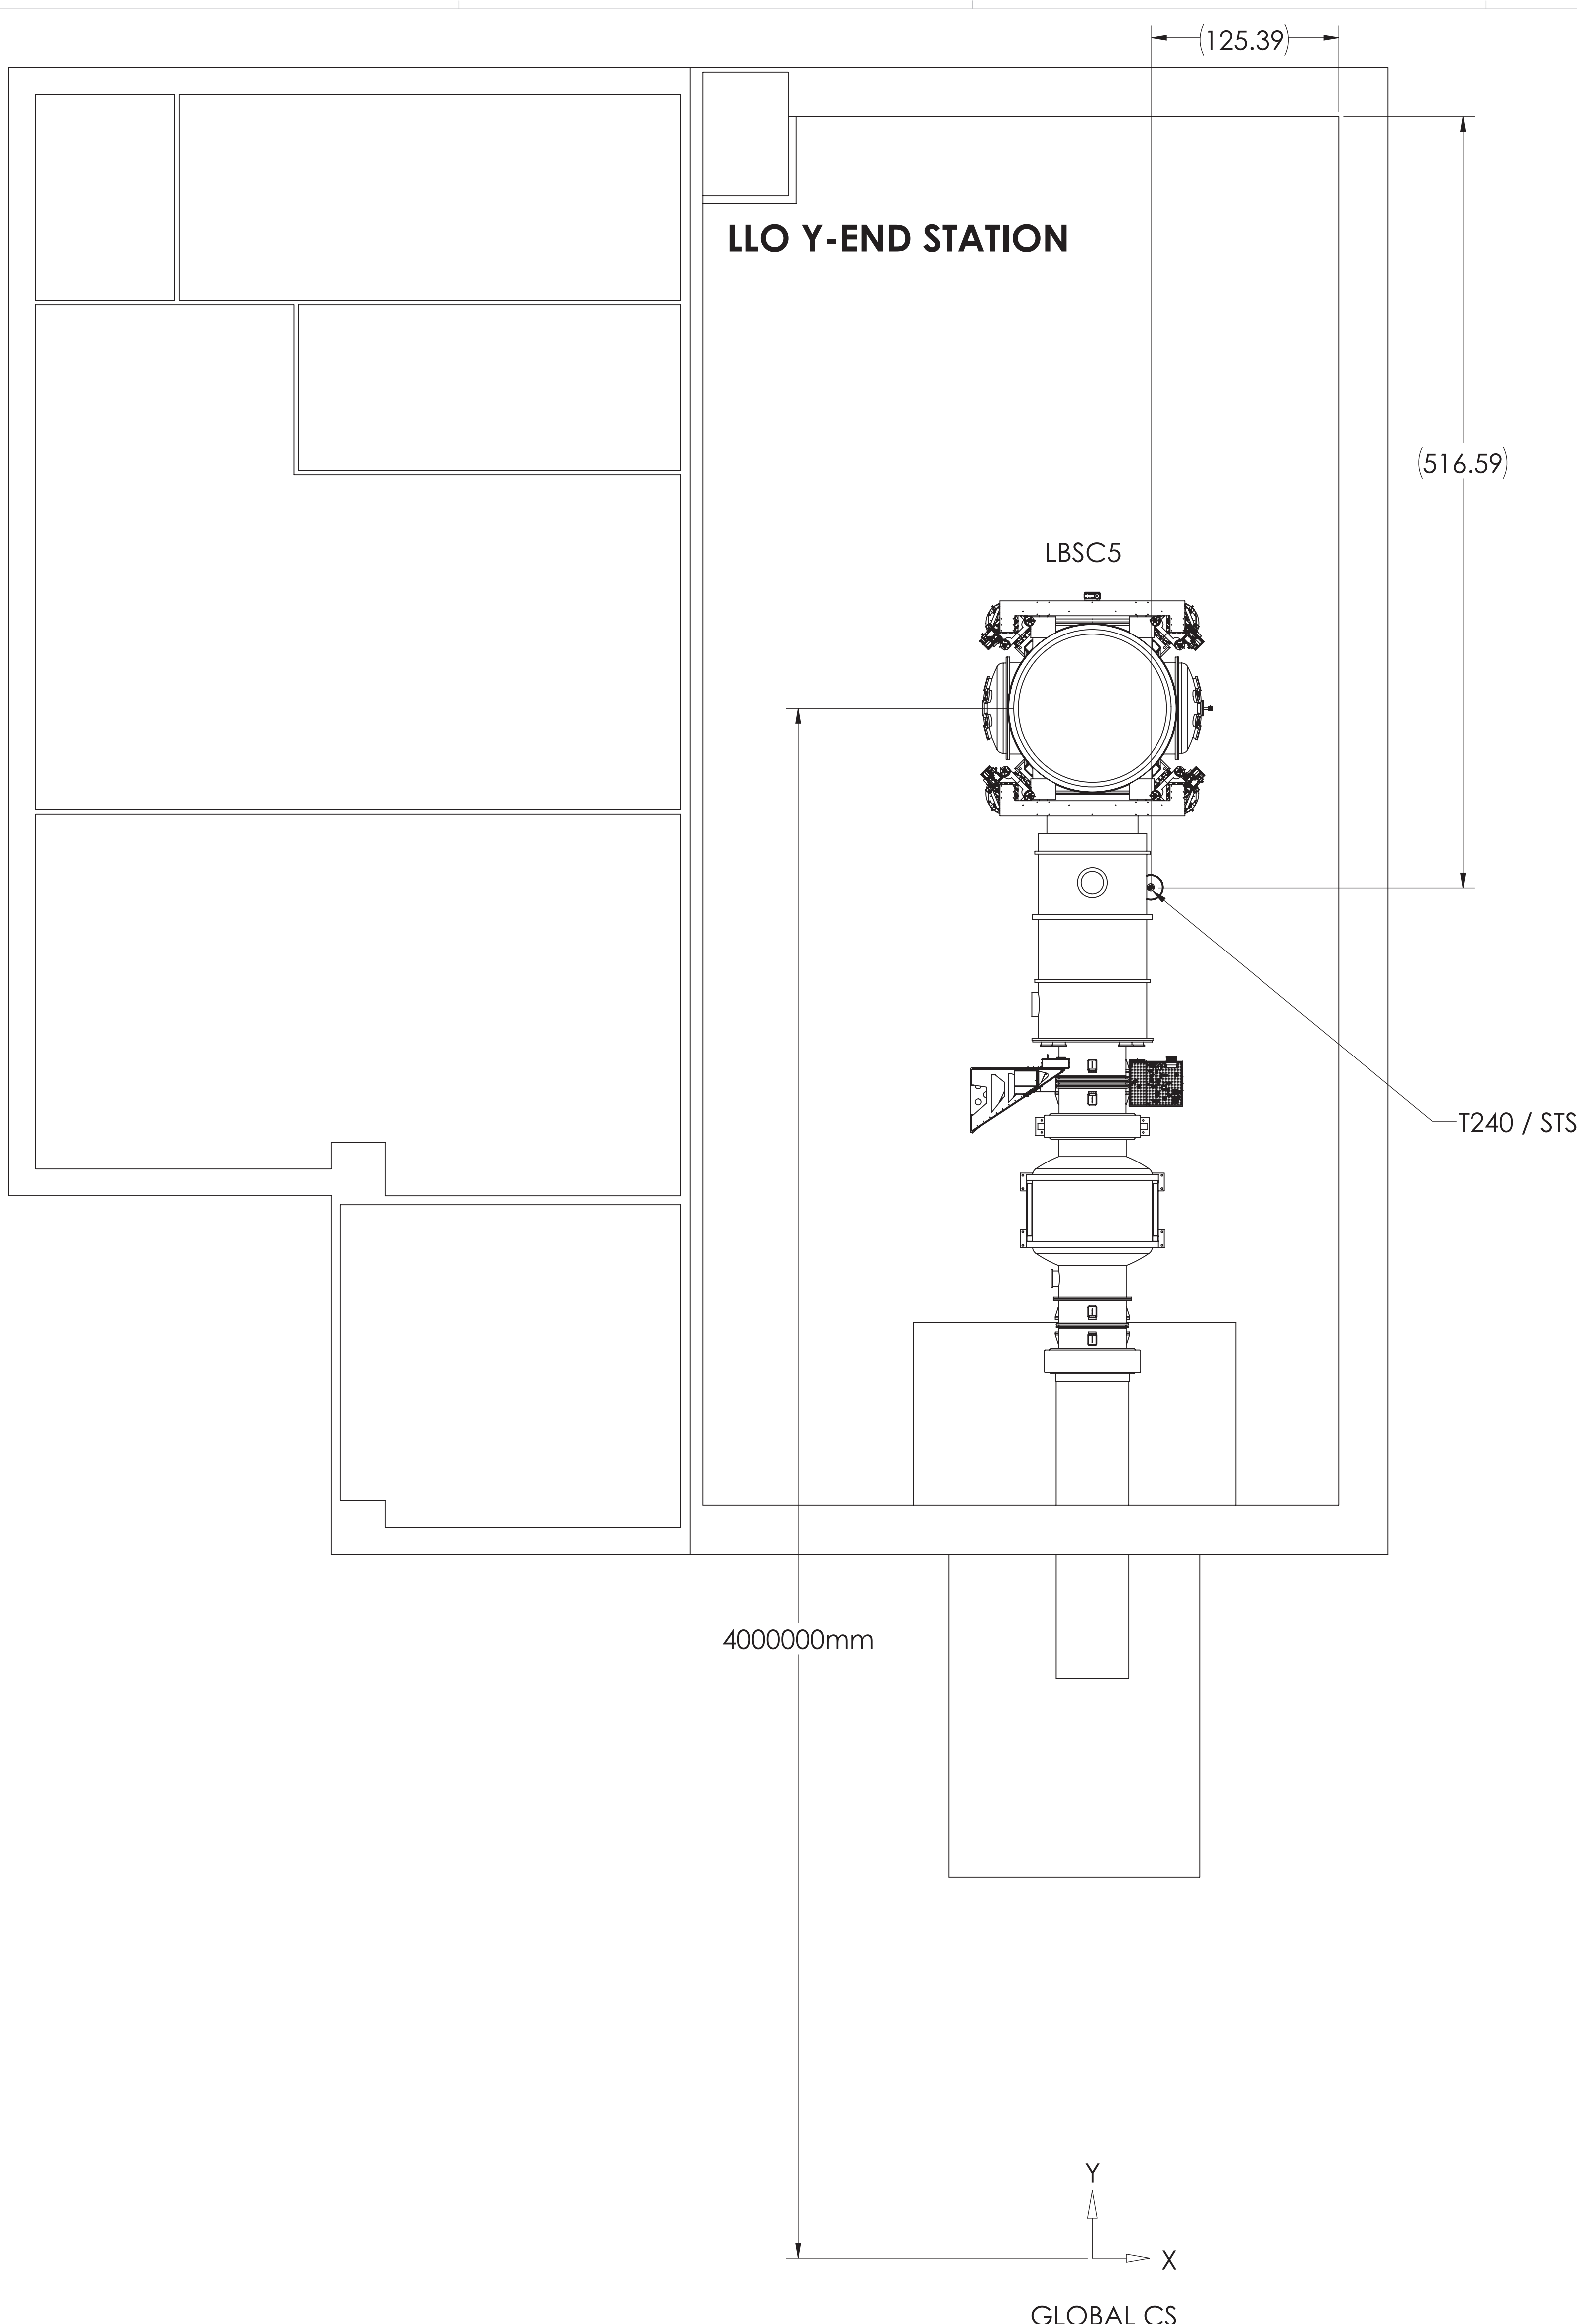 (125.39)
LLO Y-END STATION
(516.59)
LBSC5
T240 / STS
4000000mm
Y
X
GLOBAL CS